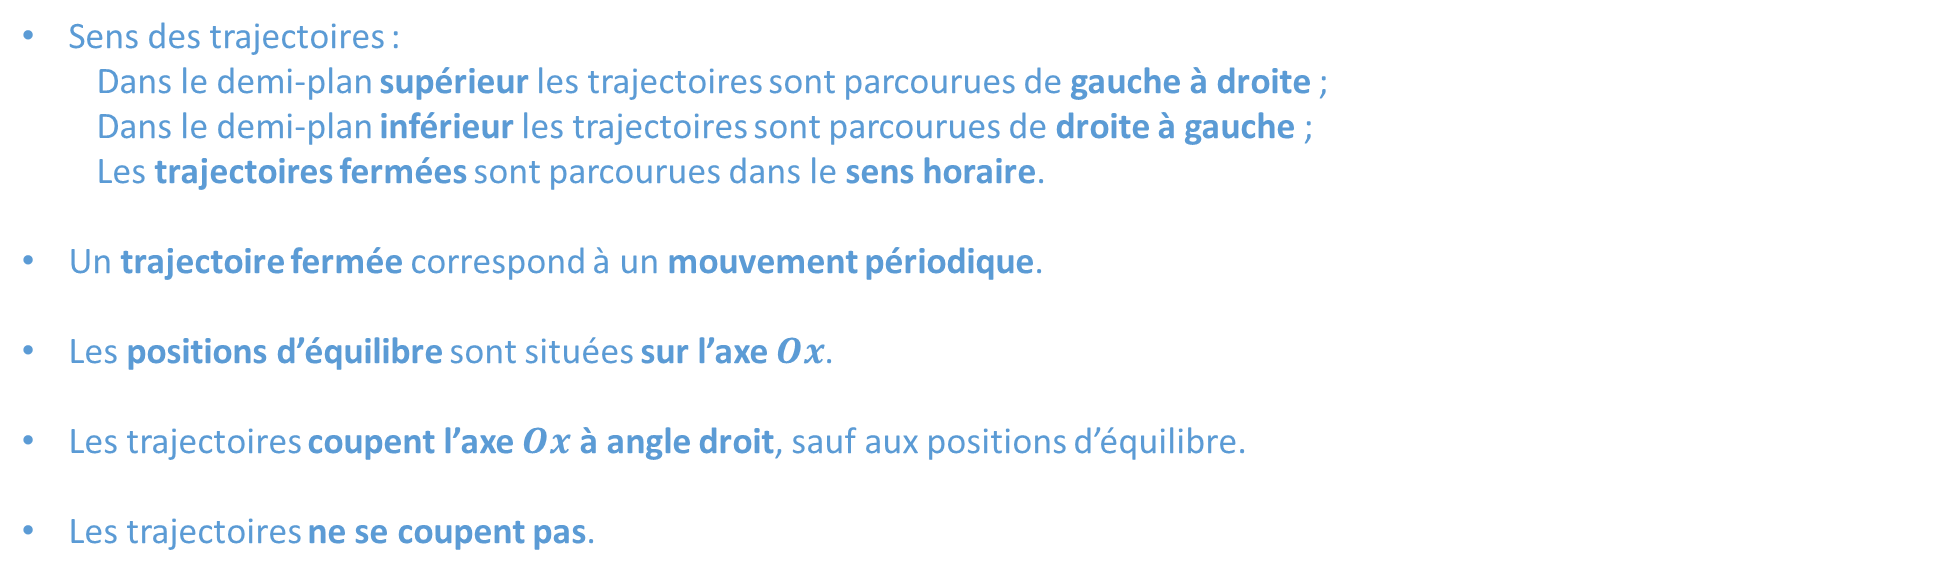 • Sens des trajectoires :
Dans le demi-plan supérieur les trajectoires sont parcourues de gauche à droite ;
Dans le demi-plan inférieur les trajectoires sont parcourues de droite à gauche ;
Les trajectoires fermées sont parcourues dans le sens horaire.
• Un trajectoire fermée correspond à un mouvement périodique.
• Les positions d’équilibre sont situées sur l’axe Ox.
• Les trajectoires coupent l’axe Ox à angle droit, sauf aux positions d’équilibre.
• Les trajectoires ne se coupent pas.